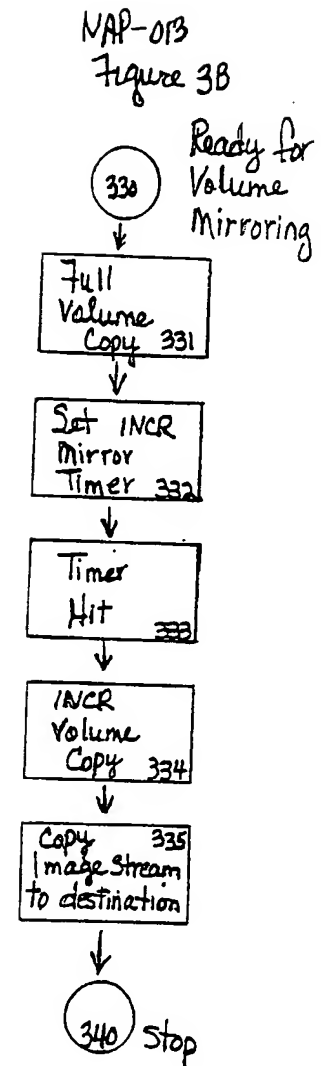 NAP-013
Figure 3B
Ready for
Volume
Mirroring
330
Full
Volume
Copy 331
Set INCR
Mirror
Timer 332
Timer
Hit
333
INCR
Volume
Copy 334
Copy 335
Image Stream
to destination
340 Stop